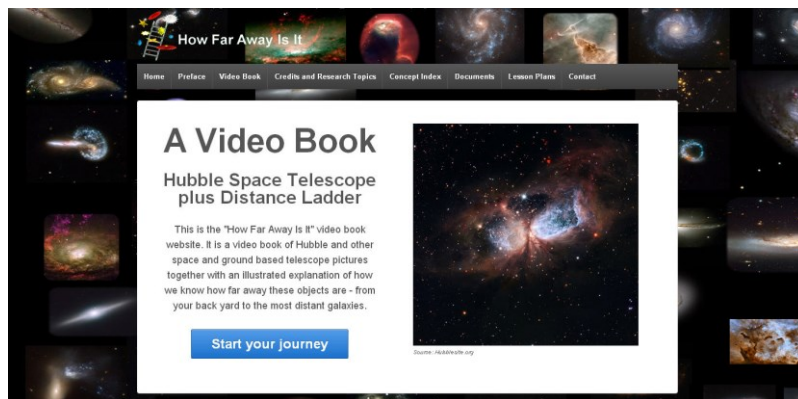 How Far Away Is It
Home Preface Video Book Credits and Research Topics Concept Index Documents Lesson Plans Contact
A Video Book
Hubble Space Telescope
plus Distance Ladder
This is the "How Far Away Is It" video book
website. It is a video book of Hubble and other
space and ground based telescope pictures
together with an illustrated explanation of how
we know how far away these objects are - from
your back yard to the most distant galaxies.
Start your journey
Source: Hubblesite.org